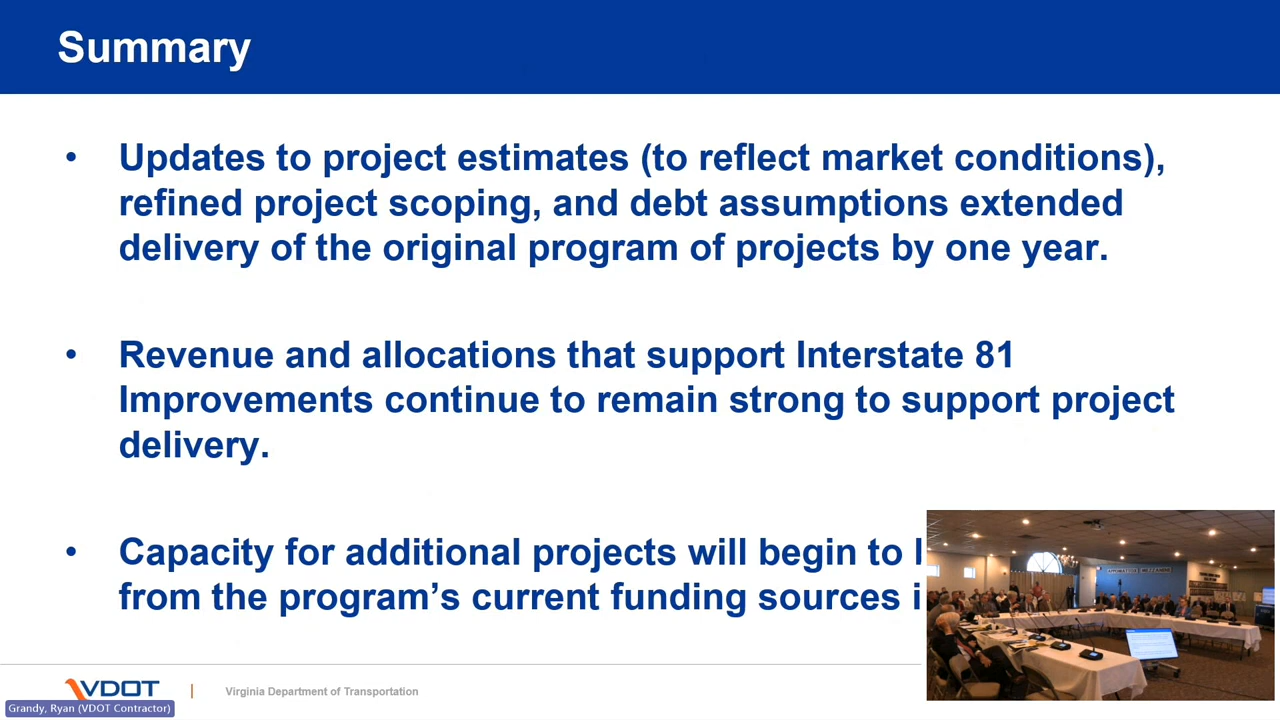 Summary
• Updates to project estimates (to reflect market conditions),
refined project scoping, and debt assumptions extended
delivery of the original program of projects by one year.
• Revenue and allocations that support Interstate 81
Improvements continue to remain strong to support project
delivery.
• Capacity for additional projects will begin to
from the program’s current funding sources
VDOT
Virginia Department of Transportation
Grandy, Ryan (VDOT Contractor)